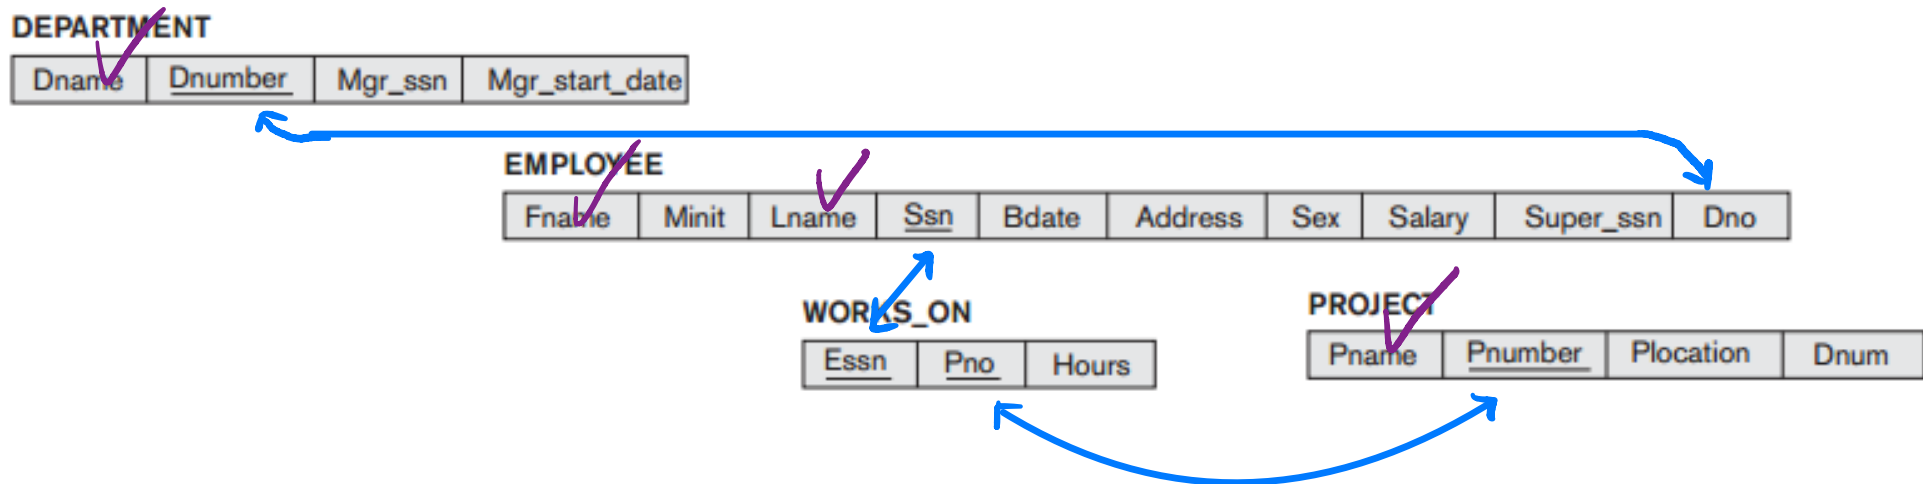 DEPARTMENT
Dname Dnumber Mgr_ssn Mgr_start_date
EMPLOYEE
Fname Minit Lname Ssn Bdate Address Sex Salary Super_ssn Dno
WORKS_ON
Essn Pno Hours
PROJECT
Pname Pnumber Plocation Dnum